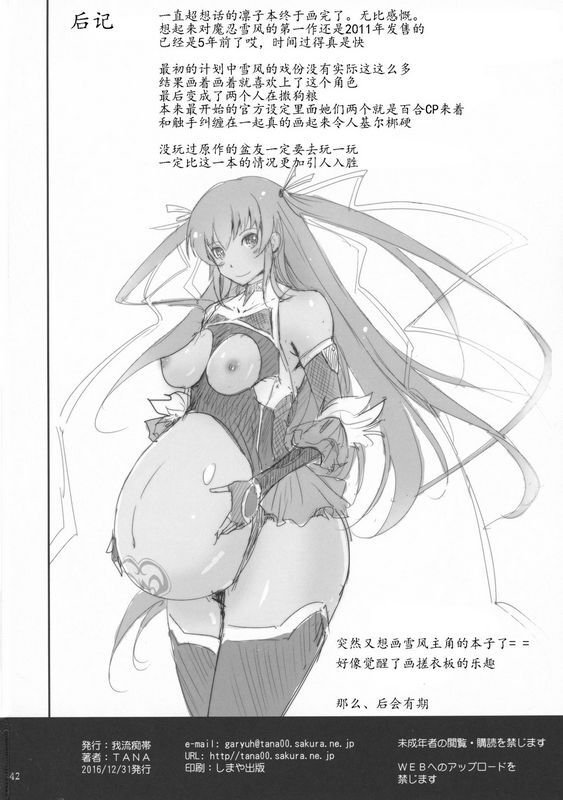 后记
一直超想话的凛子本终于画完了。无比感慨。
想起来对魔忍雪风的第一作还是2011年发售的
已经是5年前了哎，时间过得真是快
最初的计划中雪风的戏份没有实际这这么多
结果画着画着就喜欢上了这个角色
最后变成了两个人在撒狗粮
本来最开始的官方设定里面她们两个就是百合CP来着
和触手纠缠在一起真的画起来令人基尔梆硬
没玩过原作的盆友一定要去玩一玩
一定比这一本的情况更加引人入胜
突然又想画雪风主角的本子了= =
好像觉醒了画搓衣板的乐趣
那么、后会有期
発行：我流痴帯
著者：TANA
2016/12/31発行
e-mail: garyuh@tana00.sakura.ne.jp
URL: http//tana00.sakura.ne.jp
印刷：しまや出版
未成年者の閲覧・購読を禁じます
WEBへのアップロードを
禁じます
42